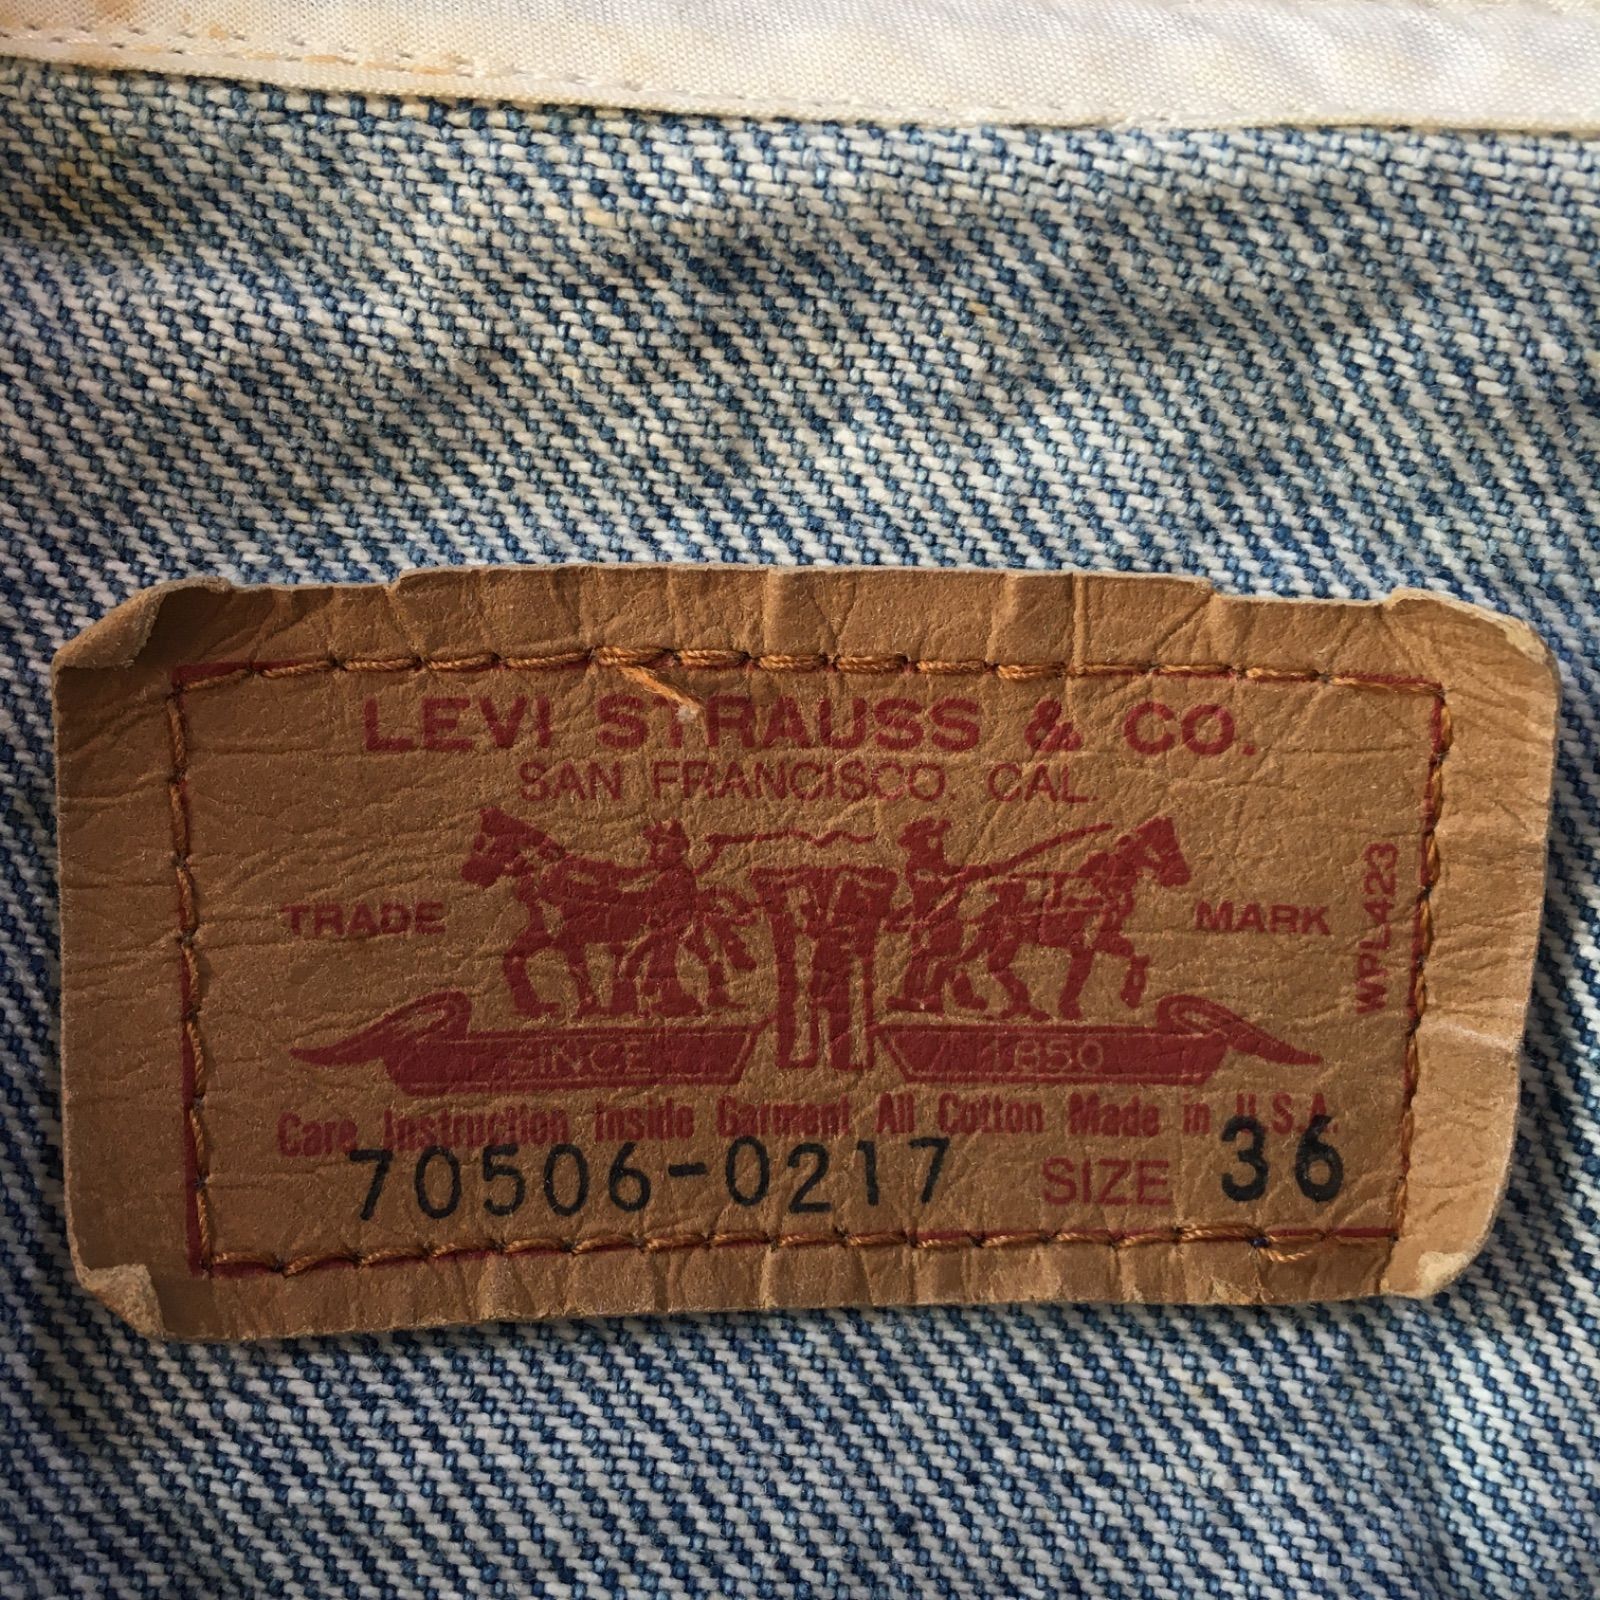 LEVI STRAUSS & CO.
SAN FRANCISCO. CAL.
TRADE MARK
WPL423
SINCE 1850
Care Instruction Inside Garment All Cotton Made in U.S.A.
70506-0217 SIZE 36